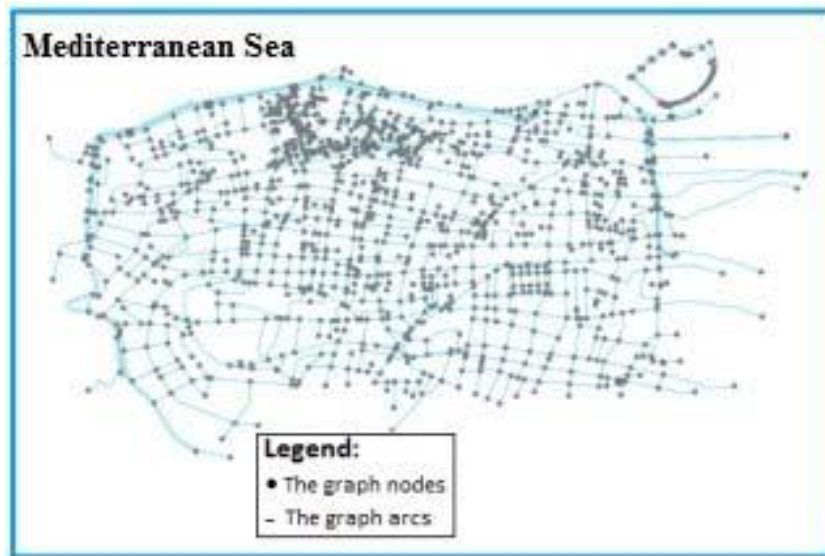 Mediterranean Sea
Legend:
• The graph nodes
– The graph arcs